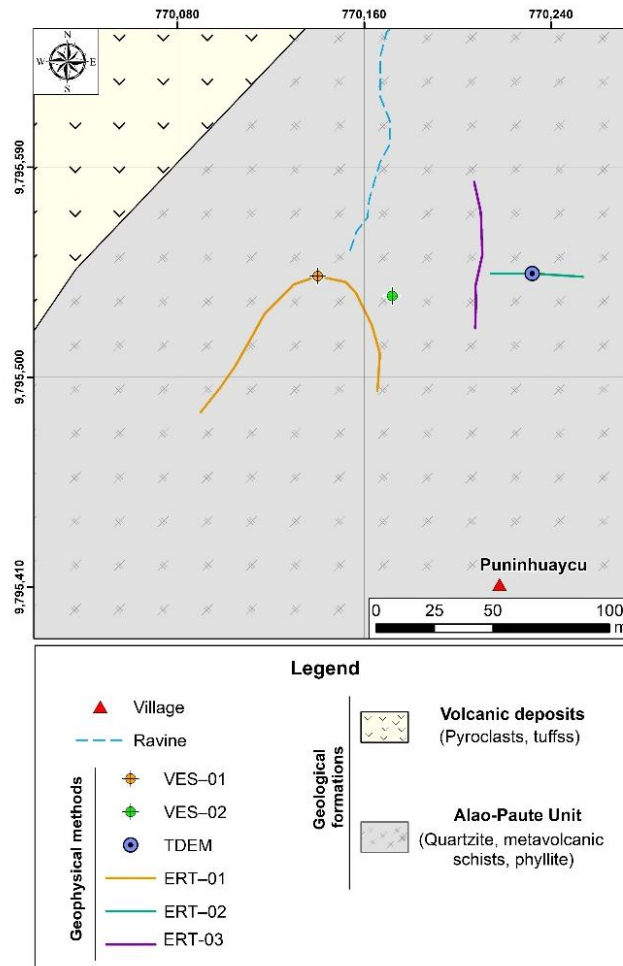 770,080
770,160
770,240
N
W
E
S
9,795,590
9,795,500
9,795,410
Puninhuaycu
0 25 50 100
m
Legend
Village
Ravine
Geophysical methods
VES–01
VES–02
TDEM
ERT–01
ERT–02
ERT-03
Geological formations
Volcanic deposits
(Pyroclasts, tuffss)
Alao-Paute Unit
(Quartzite, metavolcanic
schists, phyllite)